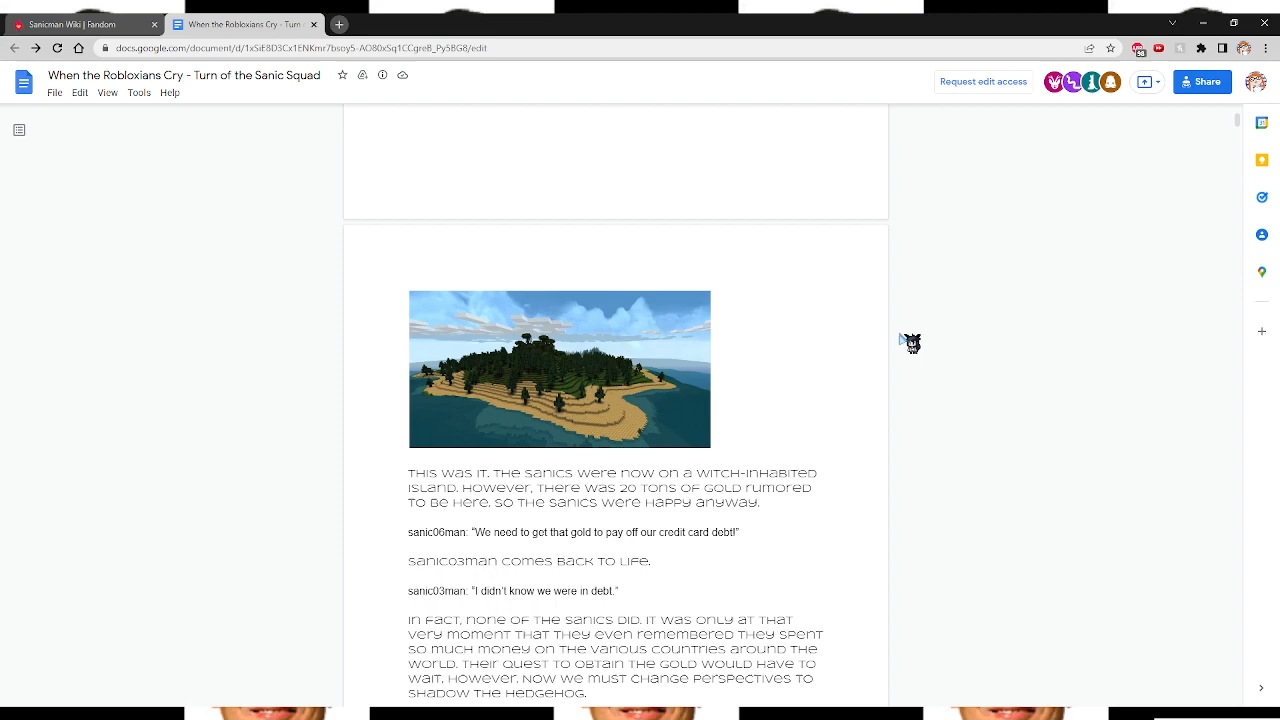 Sanicman Wiki | Fandom
When the Robloxians Cry - Turn
docs.google.com/document/d/1xSiE8D3Cx1ENKmr7bsoy5-AO80xSq1CCgreB_Py5BG8/edit
When the Robloxians Cry - Turn of the Sanic Squad
Request edit access
Share
File Edit View Tools Help
This was it. The Sanics were now on a witch-inhabited
island. However, there was 20 tons of gold rumored
to be here, so the Sanics were happy anyway.
sanic06man: “We need to get that gold to pay off our credit card debt!”
Sanic03man comes back to life.
sanic03man: “I didn’t know we were in debt.”
In fact, none of the Sanics did. It was only at that
very moment that they even remembered they spent
so much money on the various countries around the
world. Their quest to obtain the gold would have to
wait, however. Now we must change perspectives to
Shadow the Hedgehog.